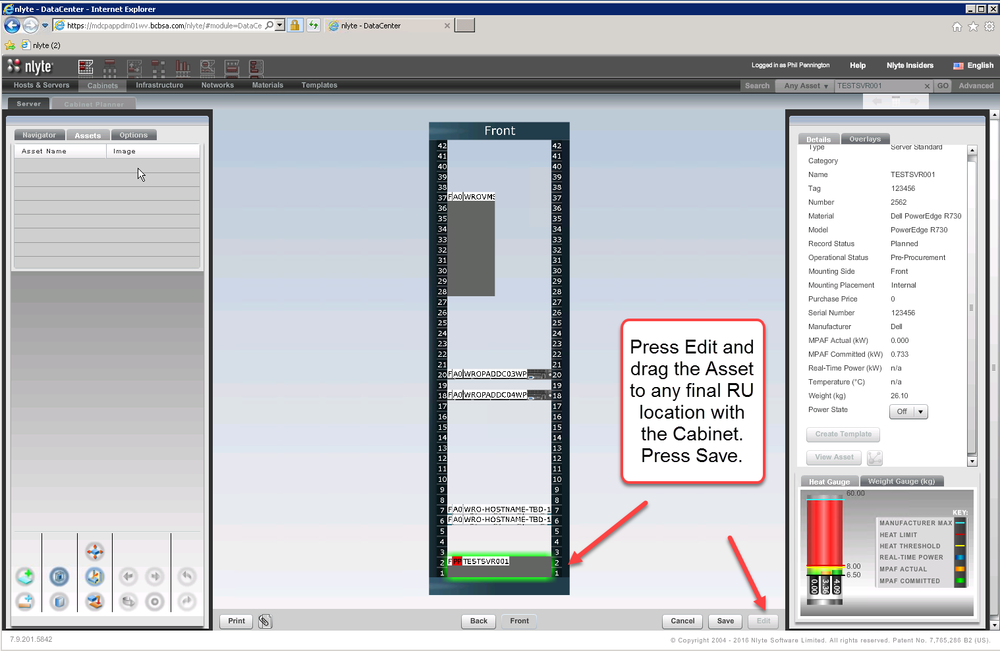 nlyte - DataCenter - Internet Explorer
https://mdcpappdim01wv.bcbsa.com/nlyte/#module=DataCe
nlyte - DataCenter
nlyte (2)
nlyte
Logged in as Phil Pennington
Help
Nlyte Insiders
English
Hosts & Servers
Cabinets
Infrastructure
Networks
Materials
Templates
Search
Any Asset
TESTSVR001
GO
Advanced
Server
Cabinet Planner
Navigator
Assets
Options
Asset Name
Image
Front
42 42
41 41
40 40
39 39
38 38
37 F A0 WROVMS 37
36 36
35 35
34 34
33 33
32 32
31 31
30 30
29 29
28 28
27 27
26 26
25 25
24 24
23 23
22 22
21 21
20 F A0 WROPADDC03WP 20
19 19
18 F A0 WROPADDC04WP 18
17 17
16 16
15 15
14 14
13 13
12 12
11 11
10 10
9 9
8 8
7 F A0 WRO-HOSTNAME-TBD-1 7
6 F A0 WRO-HOSTNAME-TBD-1 6
5 5
4 4
3 3
2 F PP TESTSVR001 2
1 1
Press Edit and
drag the Asset
to any final RU
location with
the Cabinet.
Press Save.
Details
Overlays
Type Server Standard
Category
Name TESTSVR001
Tag 123456
Number 2562
Material Dell PowerEdge R730
Model PowerEdge R730
Record Status Planned
Operational Status Pre-Procurement
Mounting Side Front
Mounting Placement Internal
Purchase Price 0
Serial Number 123456
Manufacturer Dell
MPAF Actual (kW) 0.000
MPAF Committed (kW) 0.733
Real-Time Power (kW) n/a
Temperature (°C) n/a
Weight (kg) 26.10
Power State Off
Create Template
View Asset
Heat Gauge
Weight Gauge (kg)
60.00
8.00
6.50
0.00
3.36
4.09
KEY:
MANUFACTURER MAX
HEAT LIMIT
HEAT THRESHOLD
REAL-TIME POWER
MPAF ACTUAL
MPAF COMMITTED
Print
Back
Front
Cancel
Save
Edit
7.9.201.5842
© Copyright 2004 - 2016 Nlyte Software Limited. All rights reserved. Patent No. 7,765,286 B2 (US).